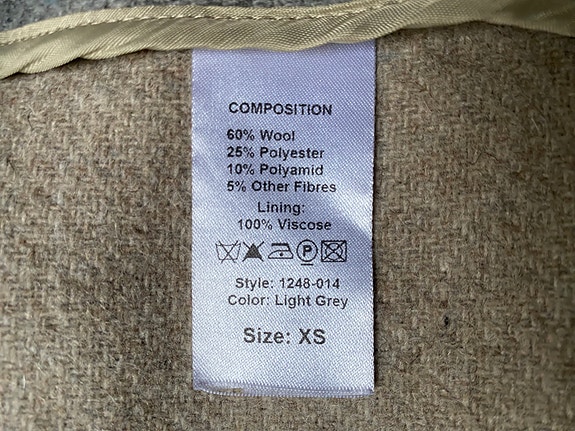 COMPOSITION
60% Wool
25% Polyester
10% Polyamid
5% Other Fibres
Lining:
100% Viscose
P
Style: 1248-014
Color: Light Grey
Size: XS